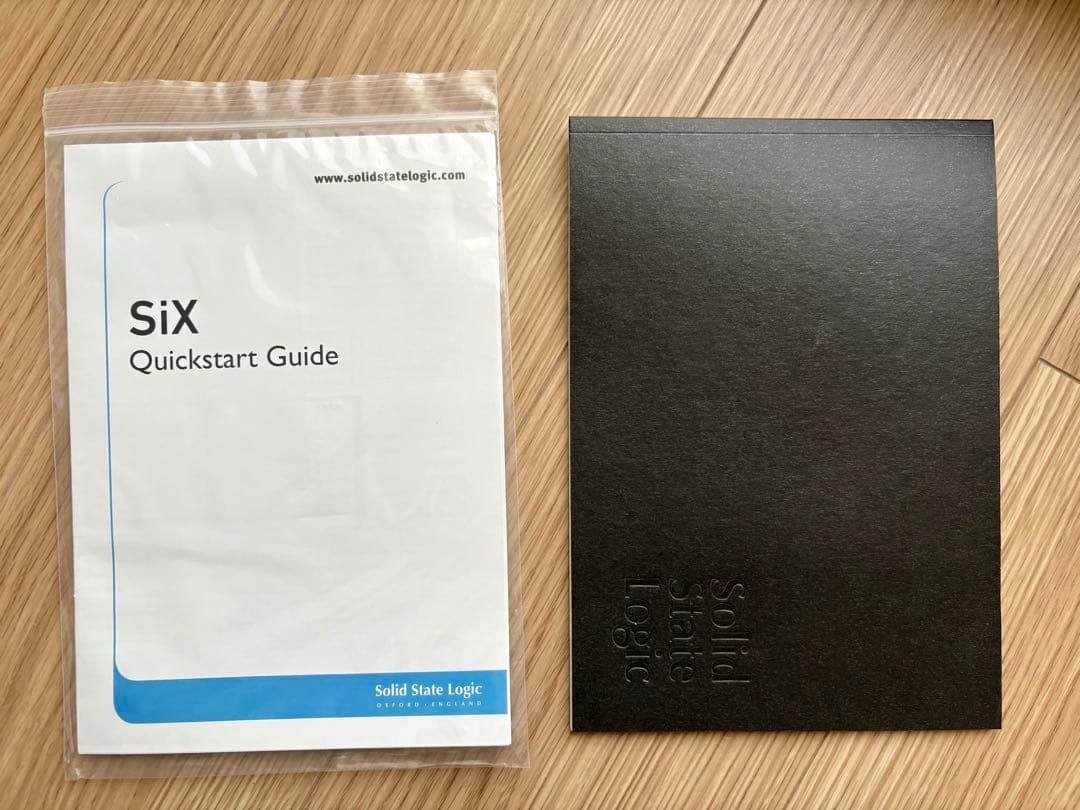 www.solidstatelogic.com
SiX
Quickstart Guide
Solid State Logic
OXFORD • ENGLAND
Solid
State
Logic